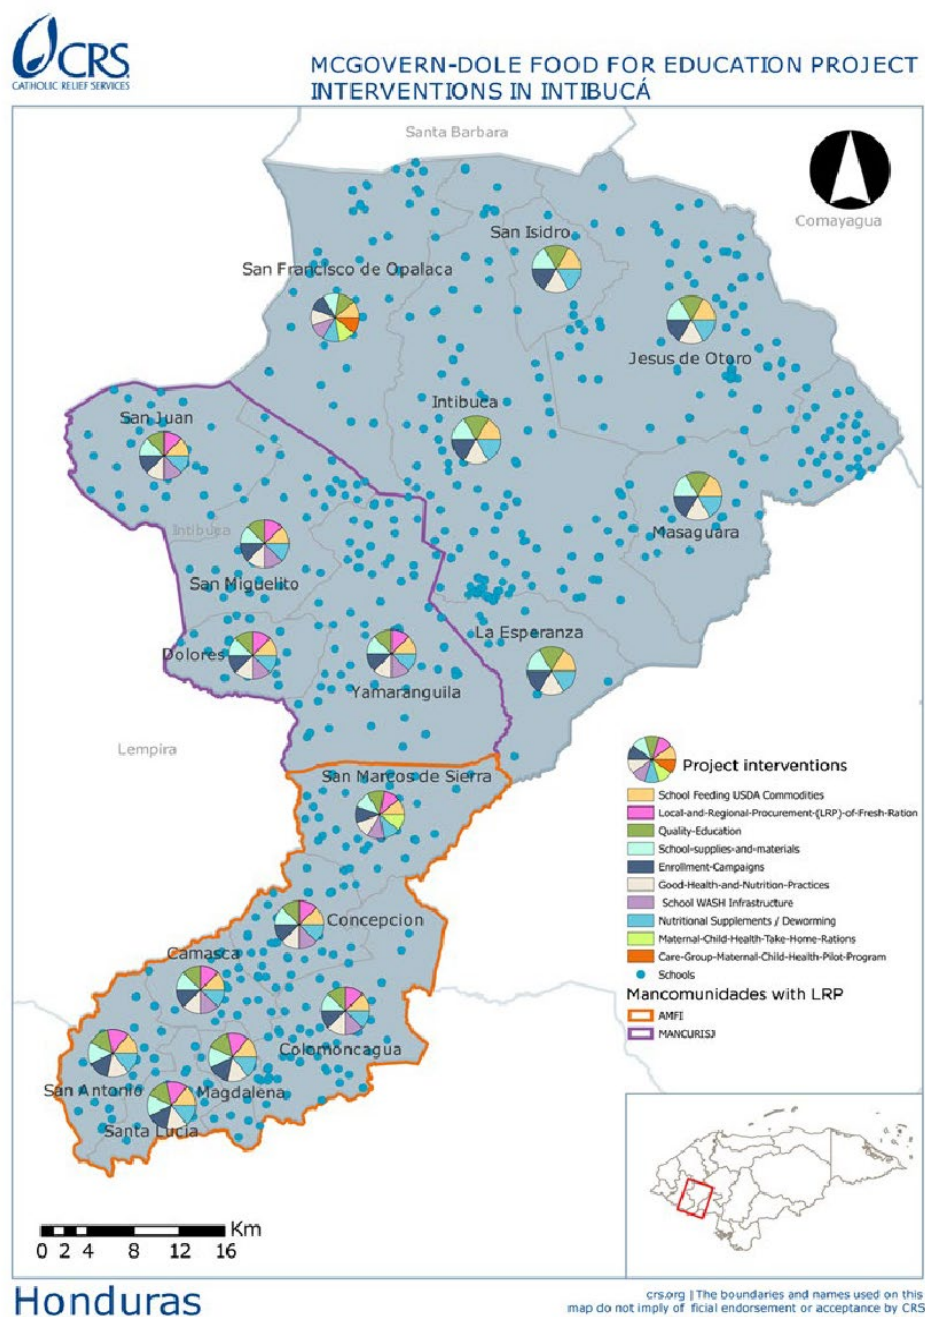 CRS
CATHOLIC RELIEF SERVICES
MCGOVERN-DOLE FOOD FOR EDUCATION PROJECT
INTERVENTIONS IN INTIBUCÁ
Santa Barbara
Comayagua
San Isidro
San Francisco de Opalaca
Jesus de Otoro
Intibuca
San Juan
Masaguara
Intibuca
San Miguelito
La Esperanza
Dolores
Yamaranguila
Lempira
San Marcos de Sierra
Concepcion
Camasca
Colomoncagua
San Antonio
Magdalena
Santa Lucia
Project interventions
School Feeding USDA Commodities
Local-and-Regional-Procurement-(LRP)-of-Fresh-Ration
Quality-Education
School-supplies-and-materials
Enrollment-Campaigns
Good-Health-and-Nutrition-Practices
School WASH Infrastructure
Nutritional Supplements / Deworming
Maternal-Child-Health-Take-Home-Rations
Care-Group-Maternal-Child-Health-Pilot-Program
Schools
Mancomunidades with LRP
AMFI
MANCURISJ
Km
0 2 4 8 12 16
Honduras
crs.org | The boundaries and names used on this
map do not imply of ficial endorsement or acceptance by CRS